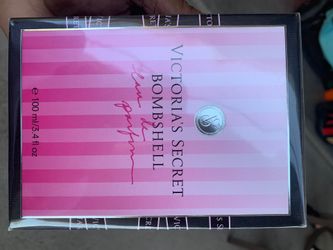 VICTORIA'S SECRET
BOMBSHELL
eau de
parfum
e 100 ml/3.4 fl oz